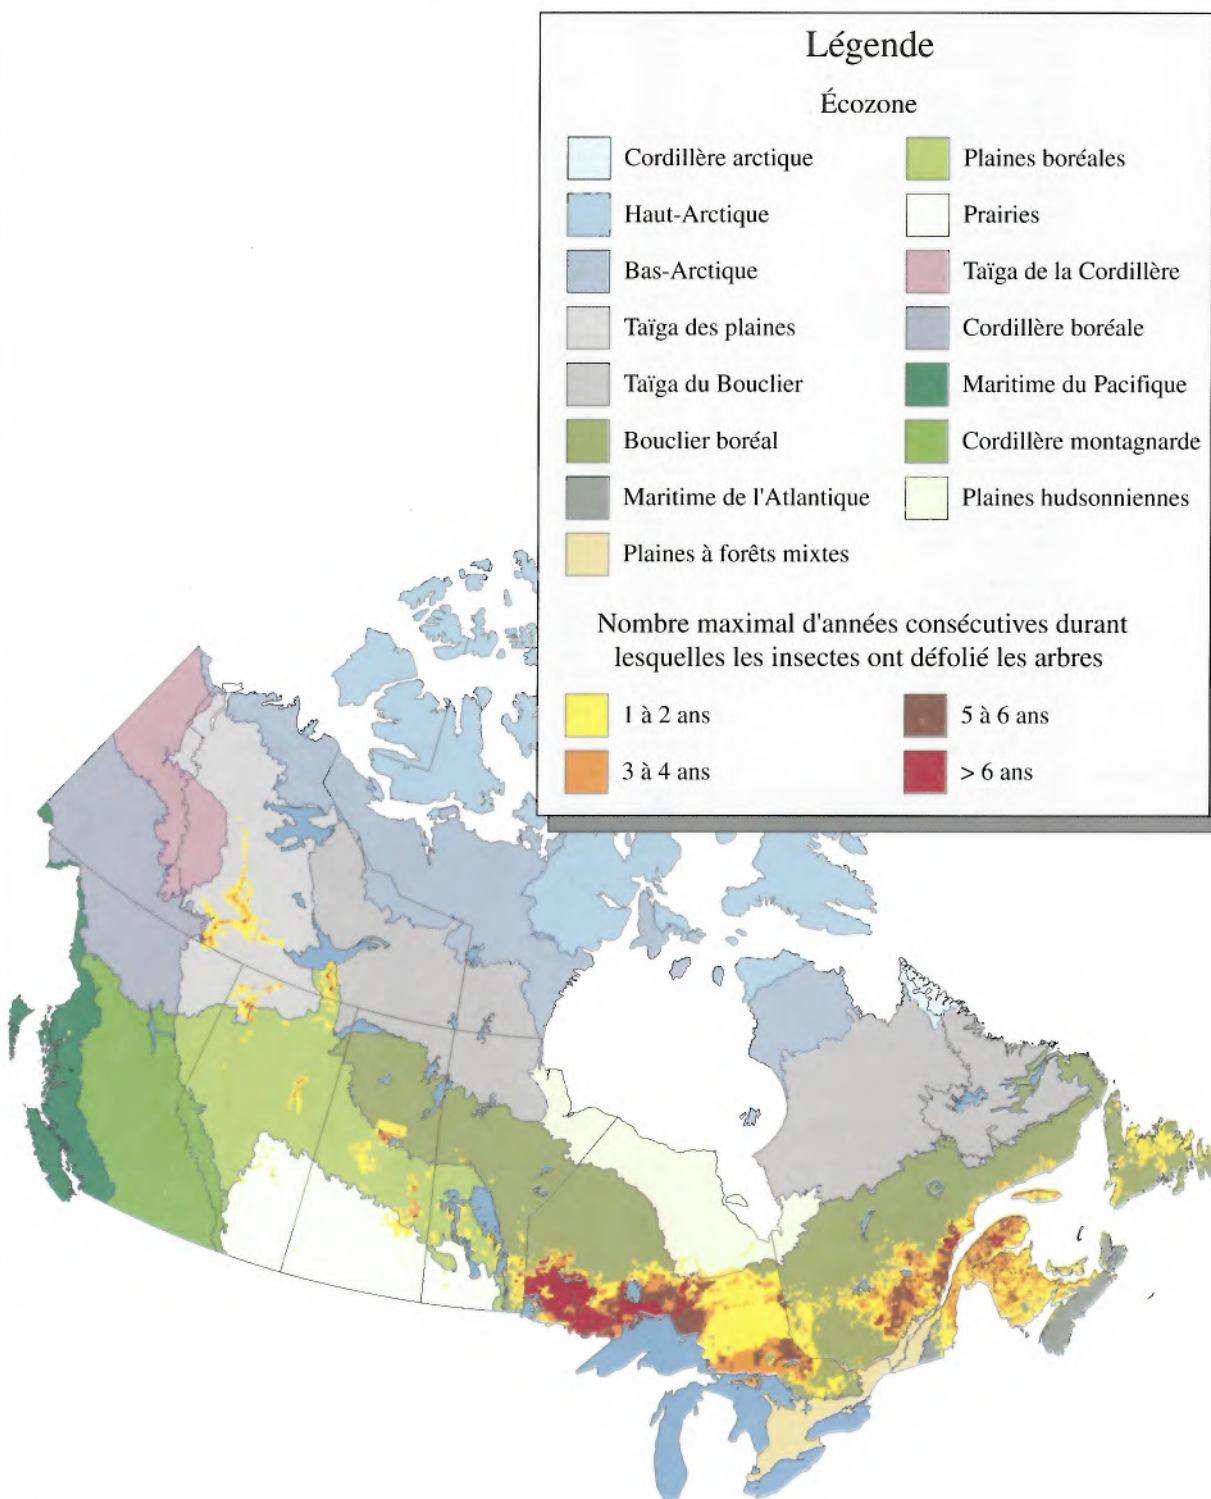 Légende
Écozone
Cordillère arctique
Plaines boréales
Haut-Arctique
Prairies
Bas-Arctique
Taïga de la Cordillère
Taïga des plaines
Cordillère boréale
Taïga du Bouclier
Maritime du Pacifique
Bouclier boréal
Cordillère montagnarde
Maritime de l'Atlantique
Plaines hudsonniennes
Plaines à forêts mixtes
Nombre maximal d'années consécutives durant
lesquelles les insectes ont défolié les arbres
1 à 2 ans
5 à 6 ans
3 à 4 ans
> 6 ans